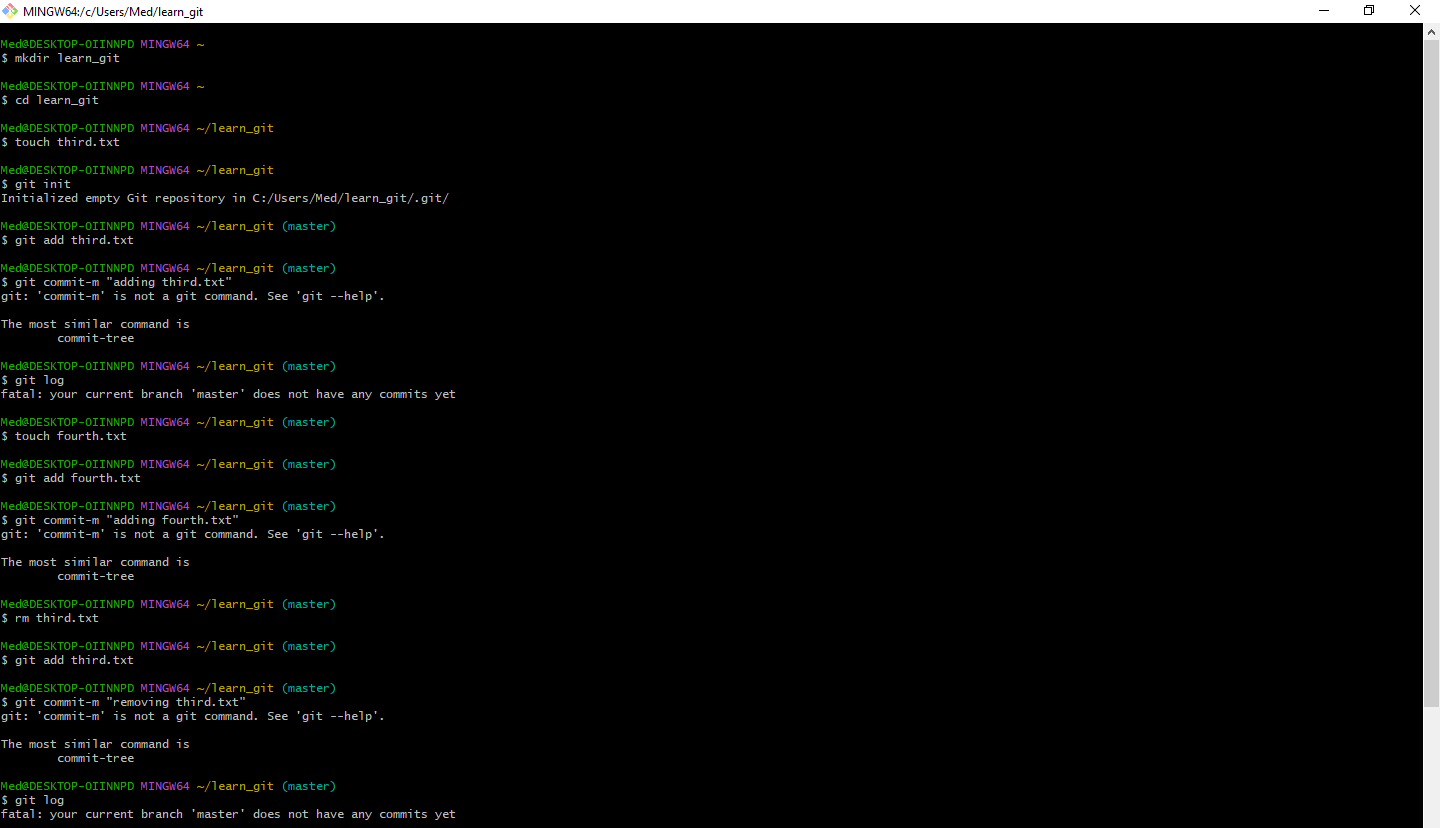 MINGW64:/c/Users/Med/learn_git
Med@DESKTOP-OIINNPD MINGW64 ~
$ mkdir learn_git
Med@DESKTOP-OIINNPD MINGW64 ~
$ cd learn_git
Med@DESKTOP-OIINNPD MINGW64 ~/learn_git
$ touch third.txt
Med@DESKTOP-OIINNPD MINGW64 ~/learn_git
$ git init
Initialized empty Git repository in C:/Users/Med/learn_git/.git/
Med@DESKTOP-OIINNPD MINGW64 ~/learn_git (master)
$ git add third.txt
Med@DESKTOP-OIINNPD MINGW64 ~/learn_git (master)
$ git commit-m "adding third.txt"
git: 'commit-m' is not a git command. See 'git --help'.
The most similar command is
        commit-tree
Med@DESKTOP-OIINNPD MINGW64 ~/learn_git (master)
$ git log
fatal: your current branch 'master' does not have any commits yet
Med@DESKTOP-OIINNPD MINGW64 ~/learn_git (master)
$ touch fourth.txt
Med@DESKTOP-OIINNPD MINGW64 ~/learn_git (master)
$ git add fourth.txt
Med@DESKTOP-OIINNPD MINGW64 ~/learn_git (master)
$ git commit-m "adding fourth.txt"
git: 'commit-m' is not a git command. See 'git --help'.
The most similar command is
        commit-tree
Med@DESKTOP-OIINNPD MINGW64 ~/learn_git (master)
$ rm third.txt
Med@DESKTOP-OIINNPD MINGW64 ~/learn_git (master)
$ git add third.txt
Med@DESKTOP-OIINNPD MINGW64 ~/learn_git (master)
$ git commit-m "removing third.txt"
git: 'commit-m' is not a git command. See 'git --help'.
The most similar command is
        commit-tree
Med@DESKTOP-OIINNPD MINGW64 ~/learn_git (master)
$ git log
fatal: your current branch 'master' does not have any commits yet